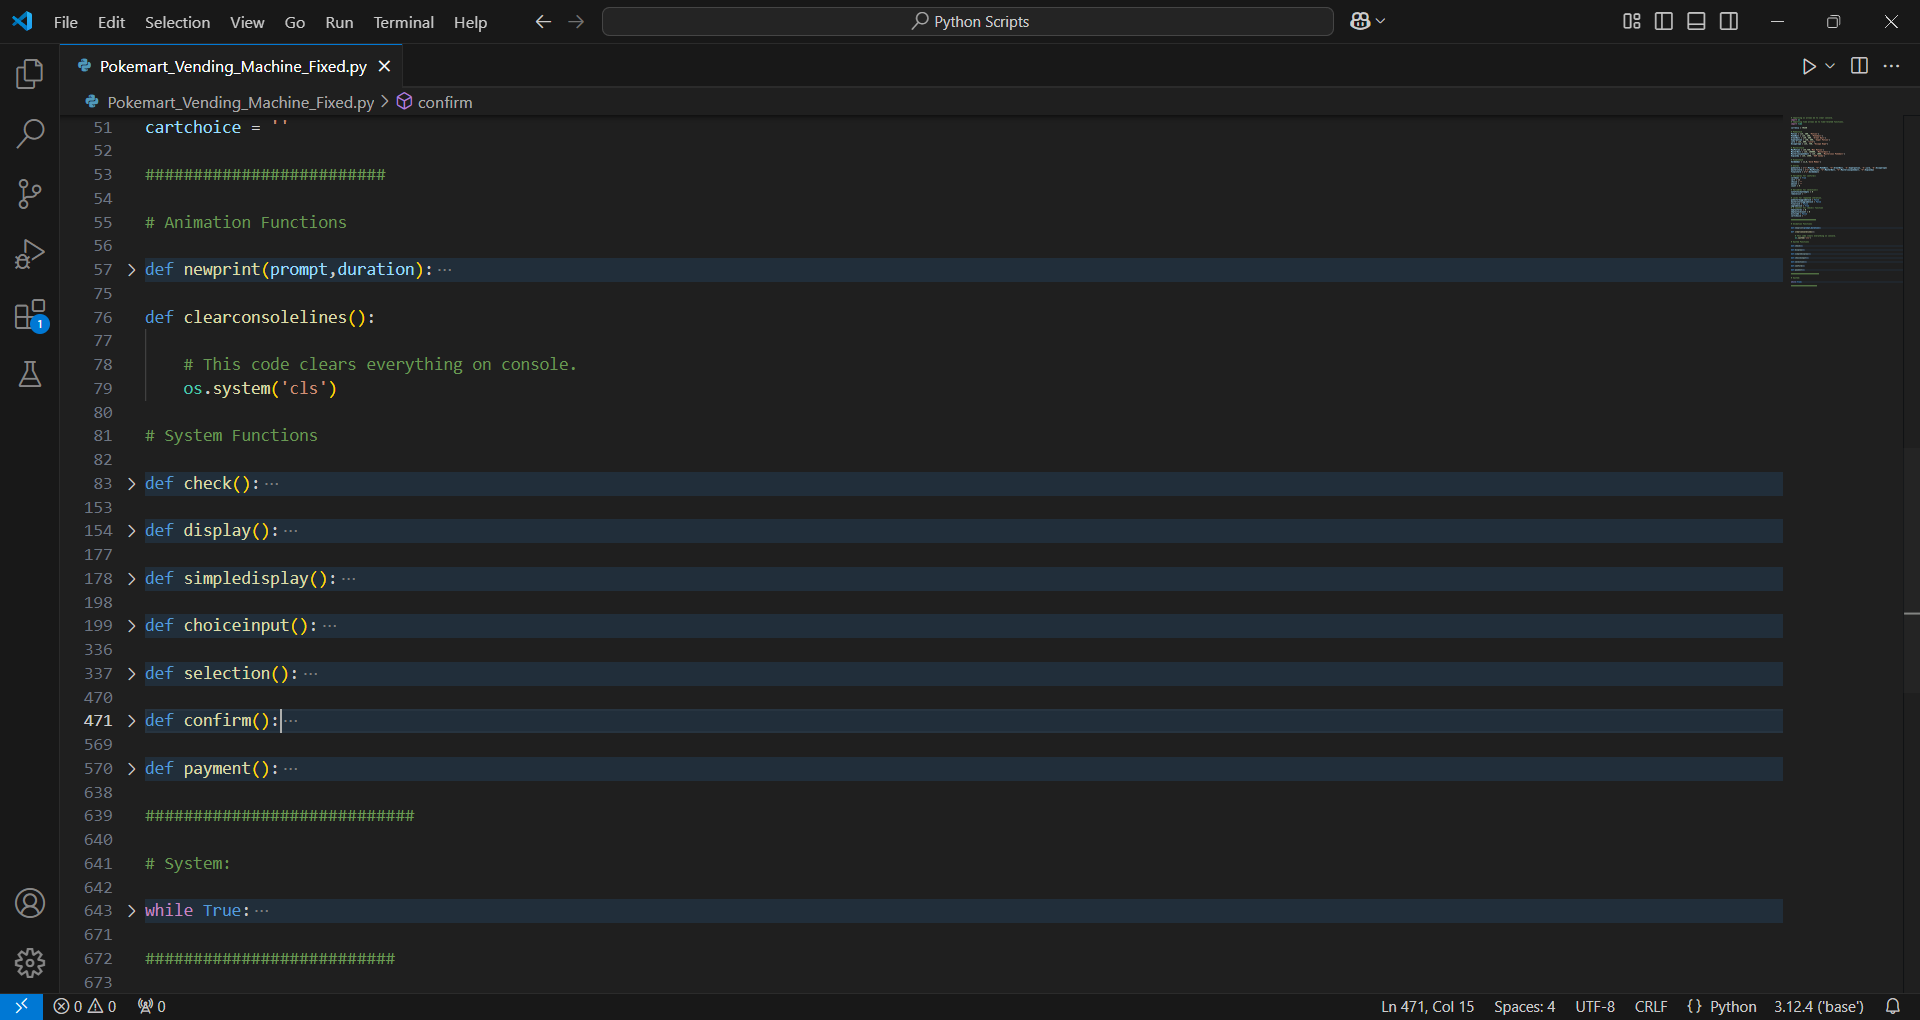 File Edit Selection View Go Run Terminal Help Python Scripts
Pokemart_Vending_Machine_Fixed.py
Pokemart_Vending_Machine_Fixed.py > confirm
51 cartchoice = ''
52
53 #########################
54
55 # Animation Functions
56
57 def newprint(prompt,duration): ···
75
76 def clearconsolelines():
77
78 # This code clears everything on console.
79 os.system('cls')
80
81 # System Functions
82
83 def check(): ···
153
154 def display(): ···
177
178 def simpledisplay(): ···
198
199 def choiceinput(): ···
336
337 def selection(): ···
470
471 def confirm(): ···
569
570 def payment(): ···
638
639 ############################
640
641 # System:
642
643 while True: ···
671
672 ##########################
673
1
0 0 0 Ln 471, Col 15 Spaces: 4 UTF-8 CRLF {} Python 3.12.4 ('base')